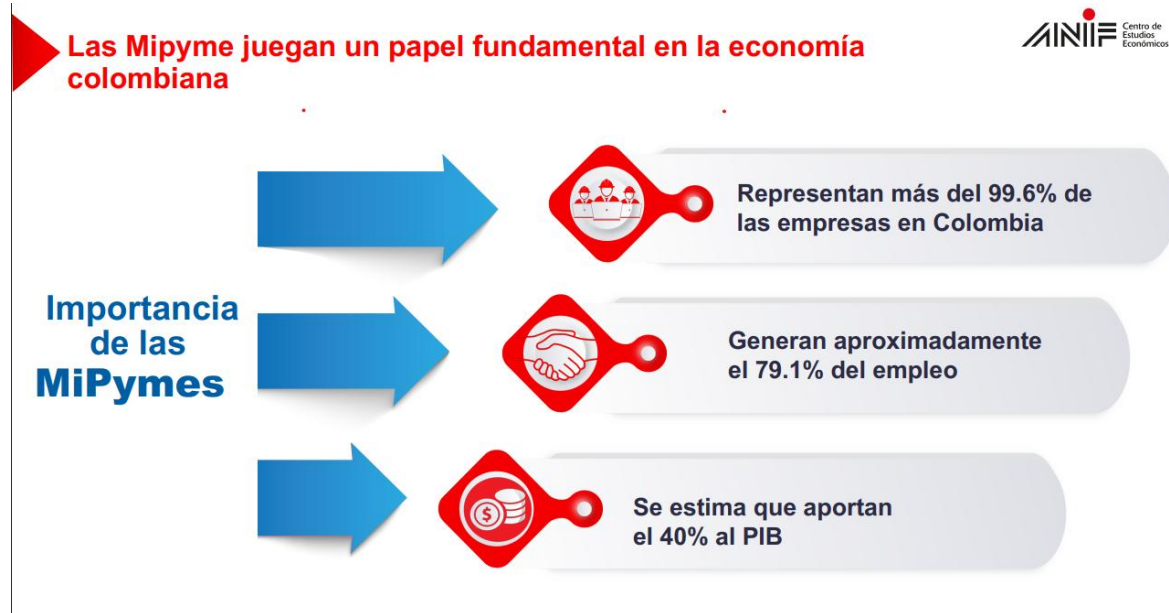 Las Mipyme juegan un papel fundamental en la economía
colombiana
ANIF
Centro de
Estudios
Económicos
Importancia
de las
MiPymes
Representan más del 99.6% de
las empresas en Colombia
Generan aproximadamente
el 79.1% del empleo
$
Se estima que aportan
el 40% al PIB